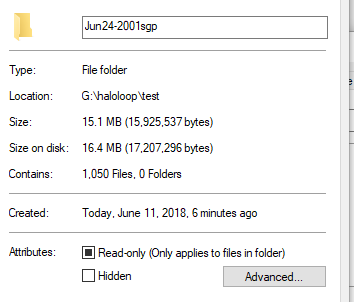 Jun24-2001sgp
Type: File folder
Location: G:\haloloop\test
Size: 15.1 MB (15,925,537 bytes)
Size on disk: 16.4 MB (17,207,296 bytes)
Contains: 1,050 Files, 0 Folders
Created: Today, June 11, 2018, 6 minutes ago
Attributes: Read-only (Only applies to files in folder)
Hidden Advanced...